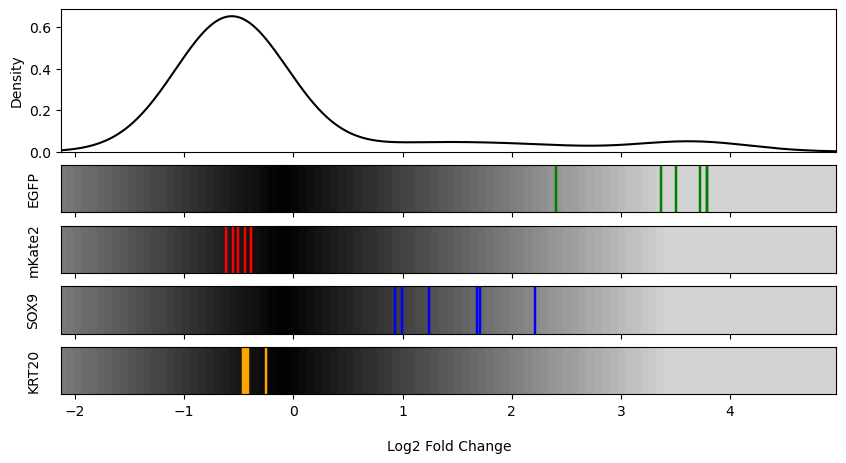 0.6
0.4
0.2
0.0
Density
EGFP
mKate2
SOX9
KRT20
−2 −1 0 1 2 3 4
Log2 Fold Change